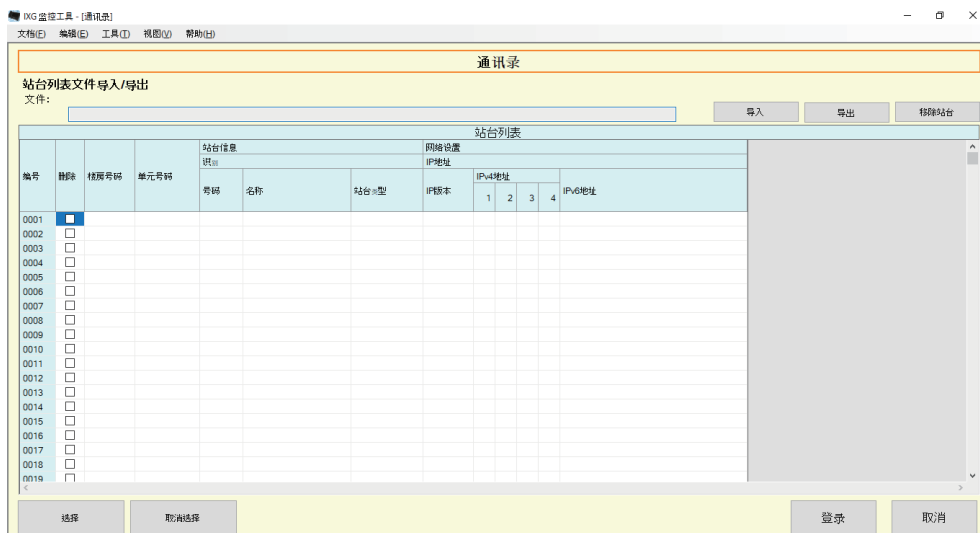 IXG 监控工具 - [通讯录]
文档(F) 编辑(E) 工具(T) 视图(V) 帮助(H)
通讯录
站台列表文件导入/导出
文件:
导入 导出 移除站台
站台列表
编号 删除 楼房号码 单元号码 站台信息 网络设置
识别 IP地址
号码 名称 站台类型 IP版本 IPv4地址 IPv6地址
1 2 3 4
0001
0002
0003
0004
0005
0006
0007
0008
0009
0010
0011
0012
0013
0014
0015
0016
0017
0018
0019
选择 取消选择 登录 取消